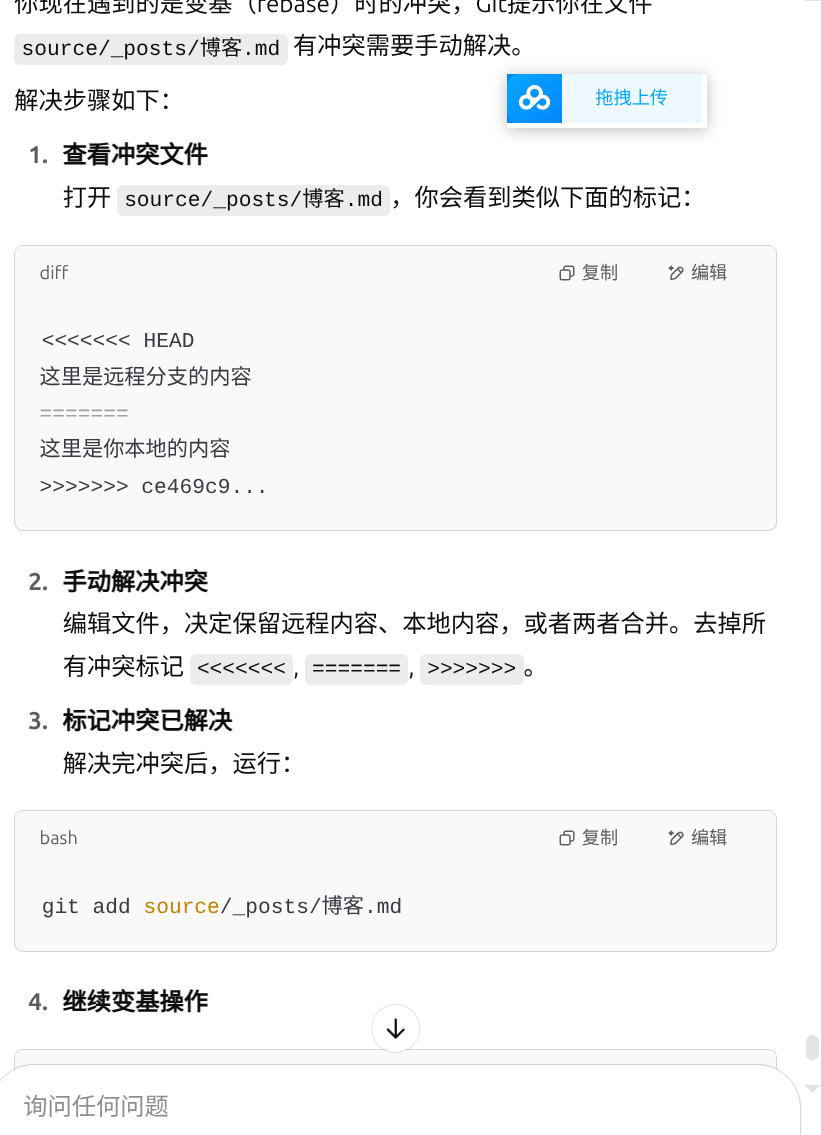 你现在遇到的是变基（rebase）时的冲突，Git提示你在文件
source/_posts/博客.md 有冲突需要手动解决。
解决步骤如下：
拖拽上传
1. 查看冲突文件
打开 source/_posts/博客.md，你会看到类似下面的标记：
diff 复制 编辑
<<<<<<< HEAD
这里是远程分支的内容
=======
这里是你本地的内容
>>>>>>> ce469c9...
2. 手动解决冲突
编辑文件，决定保留远程内容、本地内容，或者两者合并。去掉所
有冲突标记 <<<<<<<, =======, >>>>>>>。
3. 标记冲突已解决
解决完冲突后，运行：
bash 复制 编辑
git add source/_posts/博客.md
4. 继续变基操作
询问任何问题